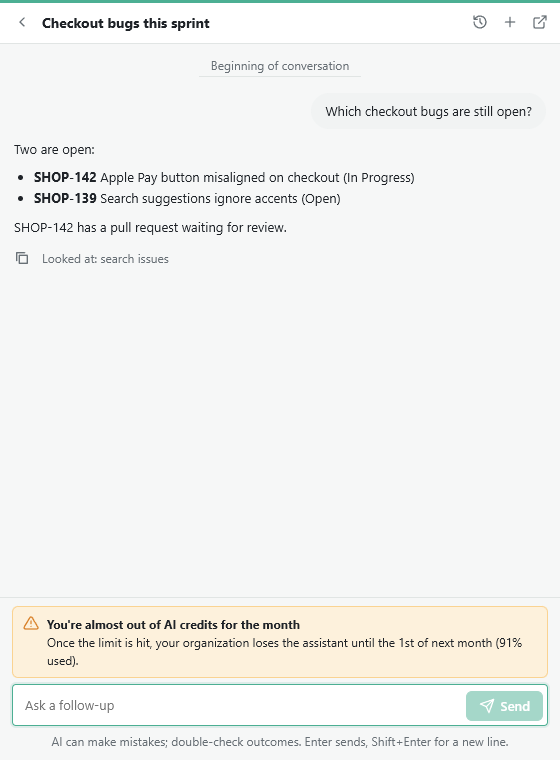 Checkout bugs this sprint
Beginning of conversation
Which checkout bugs are still open?
Two are open:
SHOP-142 Apple Pay button misaligned on checkout (In Progress)
SHOP-139 Search suggestions ignore accents (Open)
SHOP-142 has a pull request waiting for review.
Looked at: search issues
You're almost out of AI credits for the month
Once the limit is hit, your organization loses the assistant until the 1st of next month (91%
used).
Ask a follow-up
Send
AI can make mistakes; double-check outcomes. Enter sends, Shift+Enter for a new line.